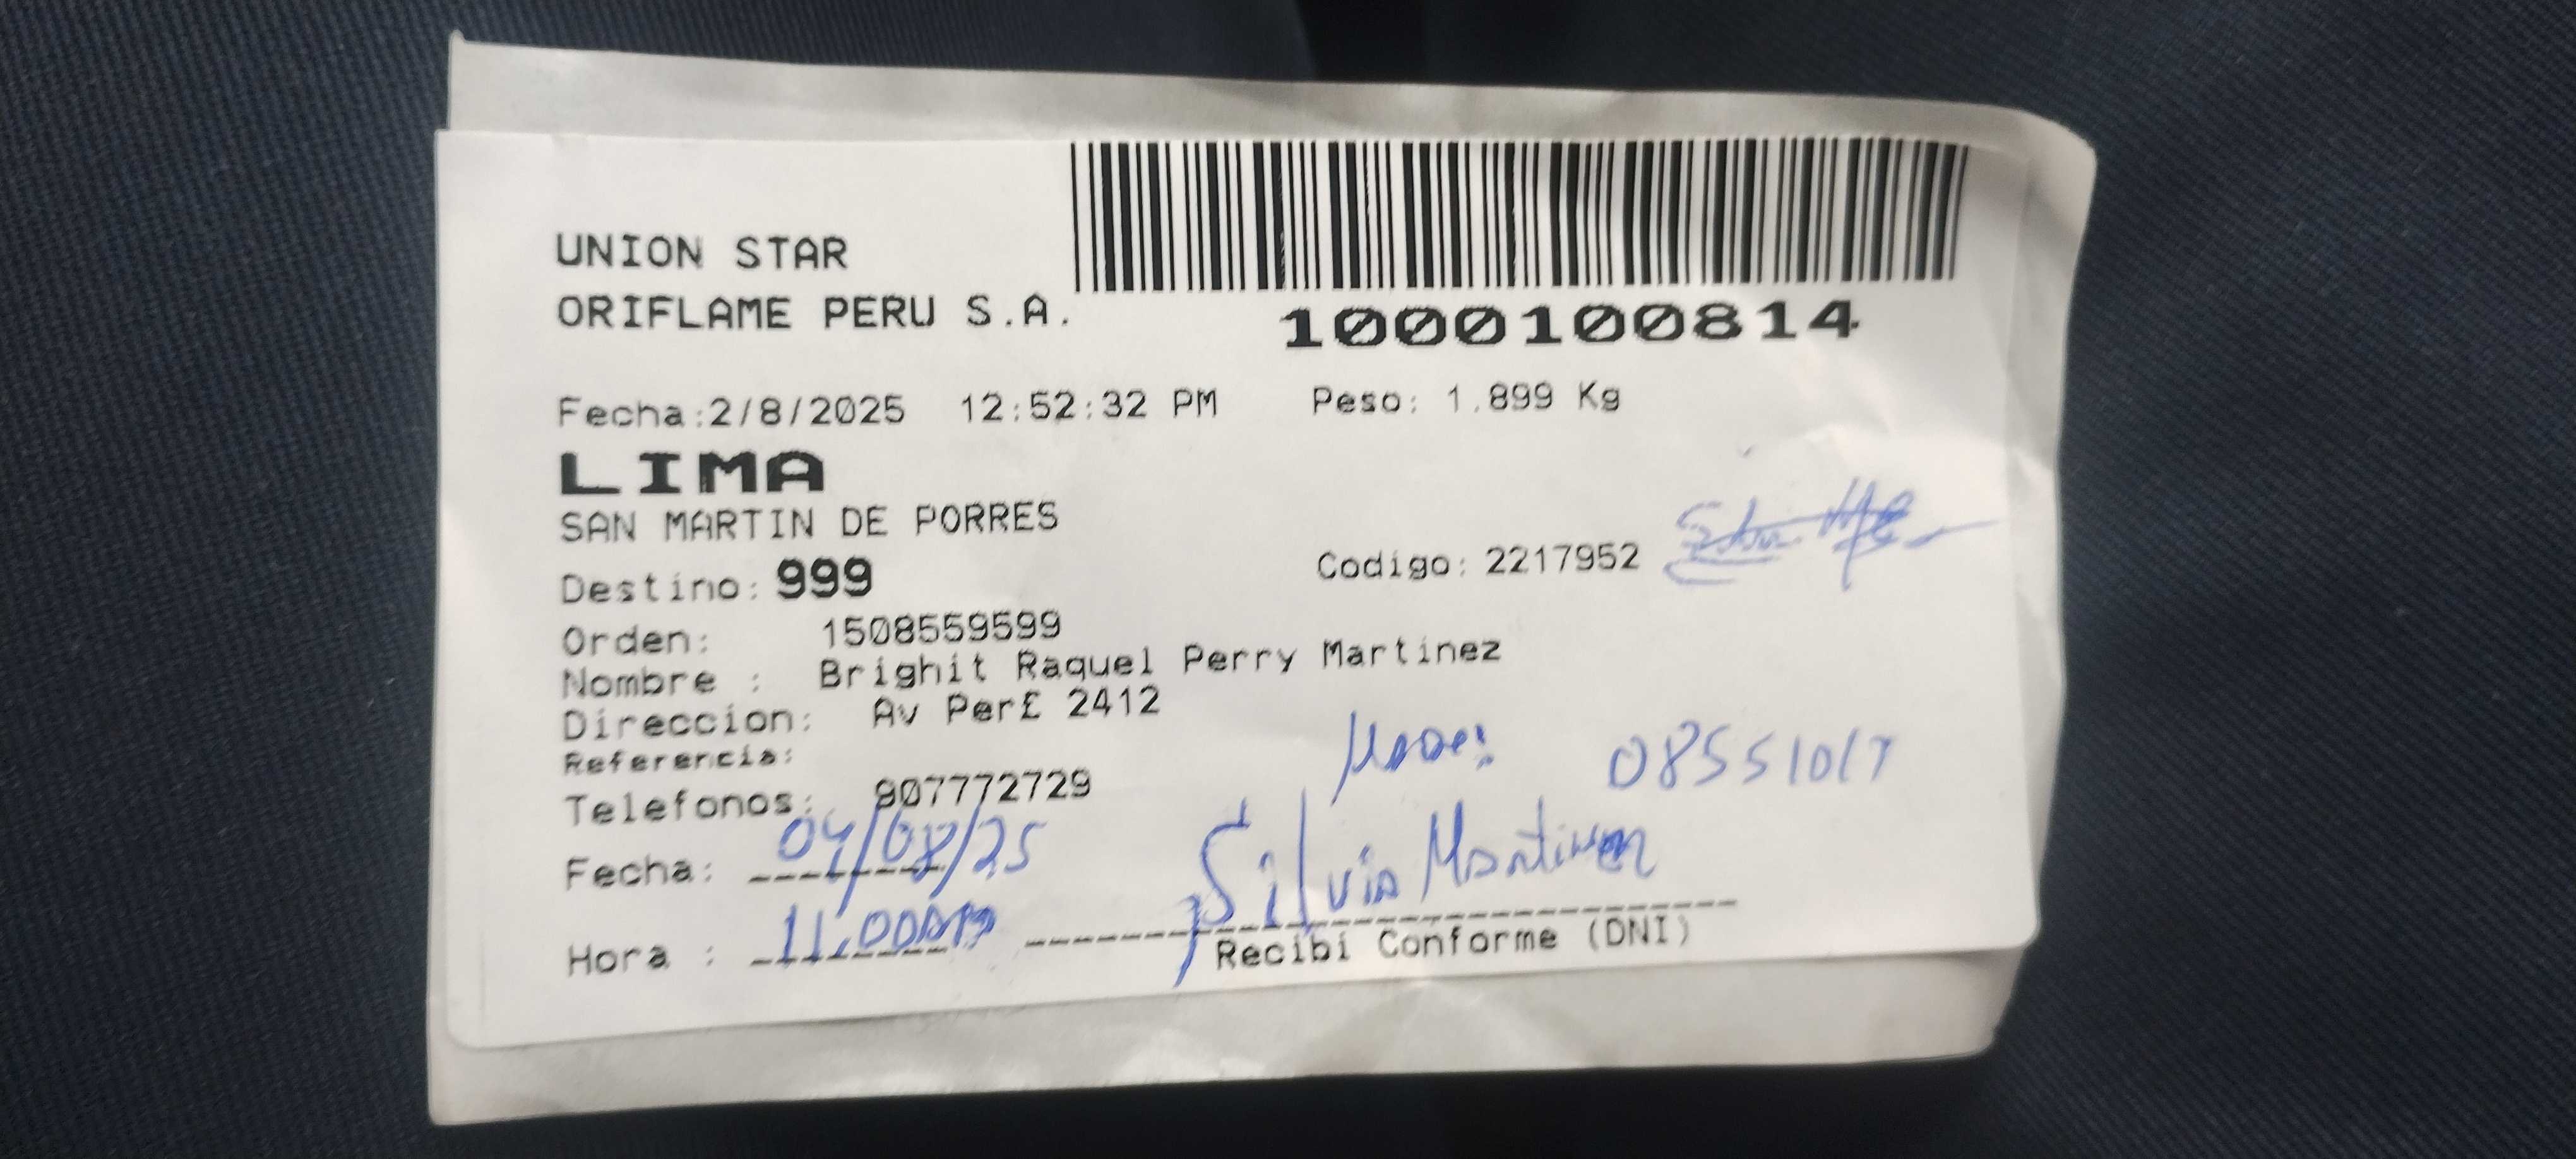 UNION STAR
ORIFLAME PERU S.A.
1000100814
Fecha:2/8/2025 12:52:32 PM Peso: 1.899 Kg
LIMA
SAN MARTIN DE PORRES
Destino: 999 Codigo: 2217952
Orden: 1508559599
Nombre : Brighit Raquel Perry Martinez
Direccion: Av Per£ 2412
Referencia:
Telefonos: 907772729
Fecha: 04/08/25 Silvia Martinez
Hora : 11.00AM
Recibi Conforme (DNI)